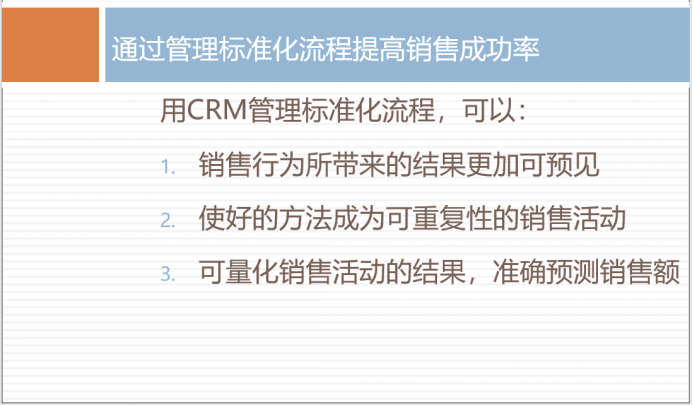 通过管理标准化流程提高销售成功率
用CRM管理标准化流程，可以：
1. 销售行为所带来的结果更加可预见
2. 使好的方法成为可重复性的销售活动
3. 可量化销售活动的结果，准确预测销售额